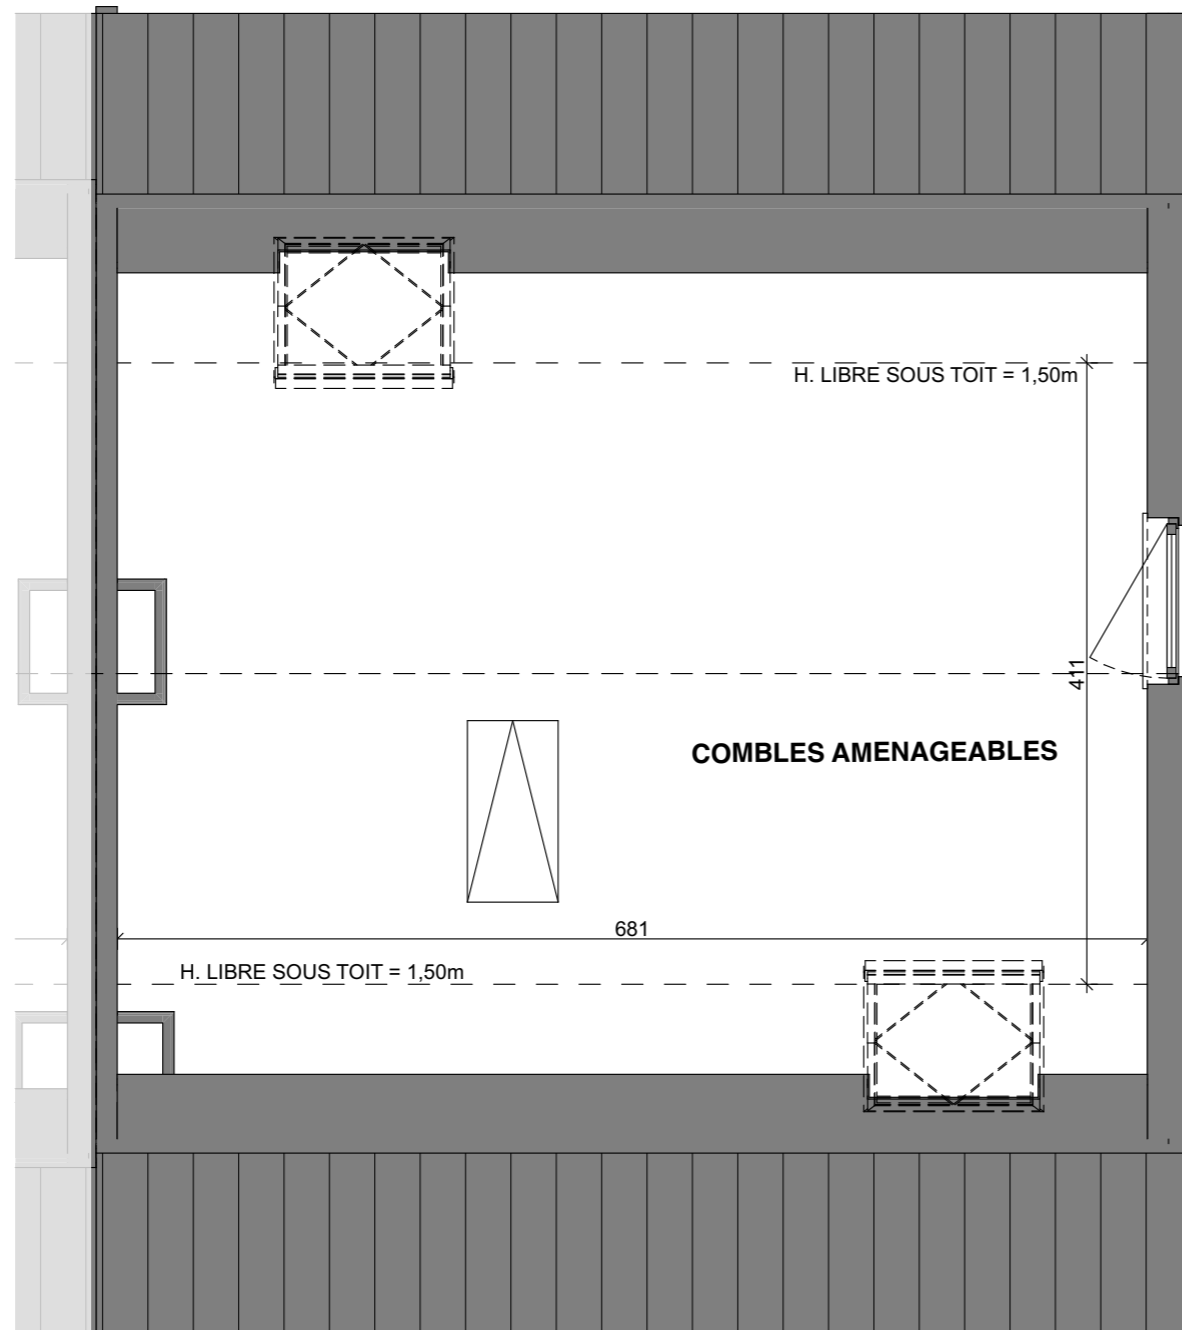 H. LIBRE SOUS TOIT = 1,50m
411
COMBLES AMENAGEABLES
681
H. LIBRE SOUS TOIT = 1,50m